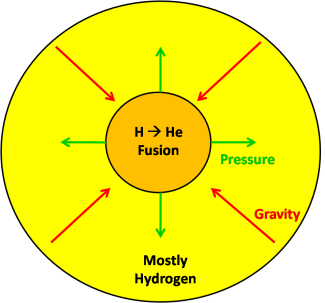 H → He
Fusion
Pressure
Gravity
Mostly
Hydrogen